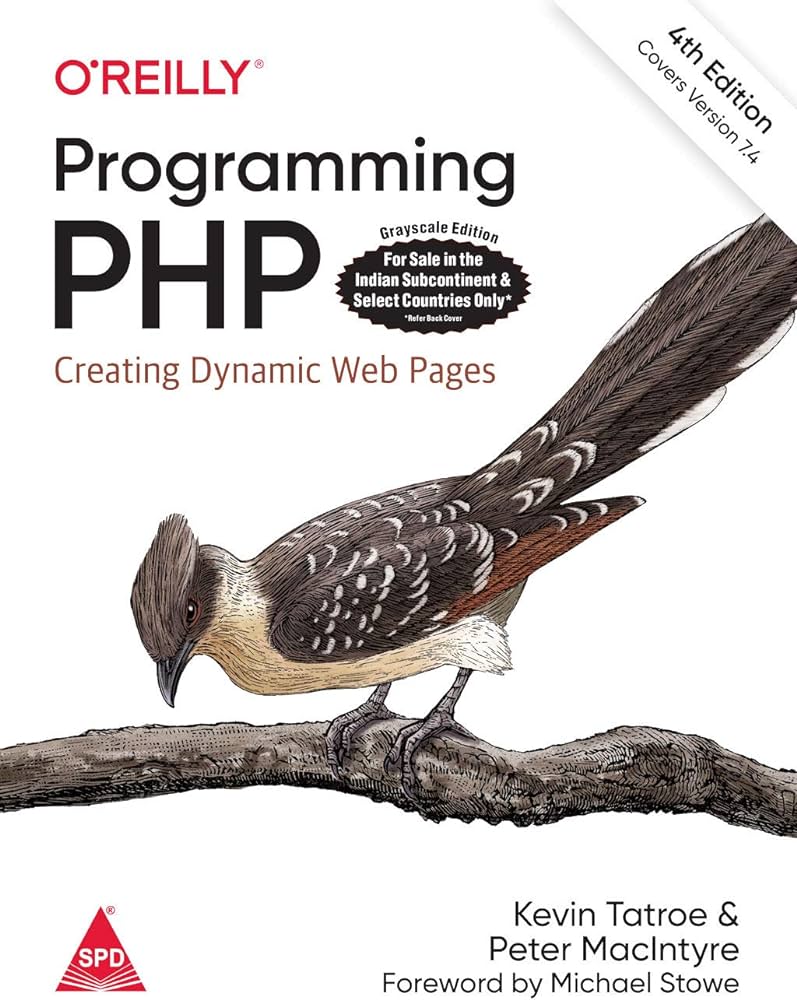 O'REILLY®
4th Edition
Covers Version 7.4
Programming
PHP
Grayscale Edition
For Sale in the
Indian Subcontinent &
Select Countries Only*
*Refer Back Cover
Creating Dynamic Web Pages
Kevin Tatroe &
Peter MacIntyre
Foreword by Michael Stowe
®
SPD